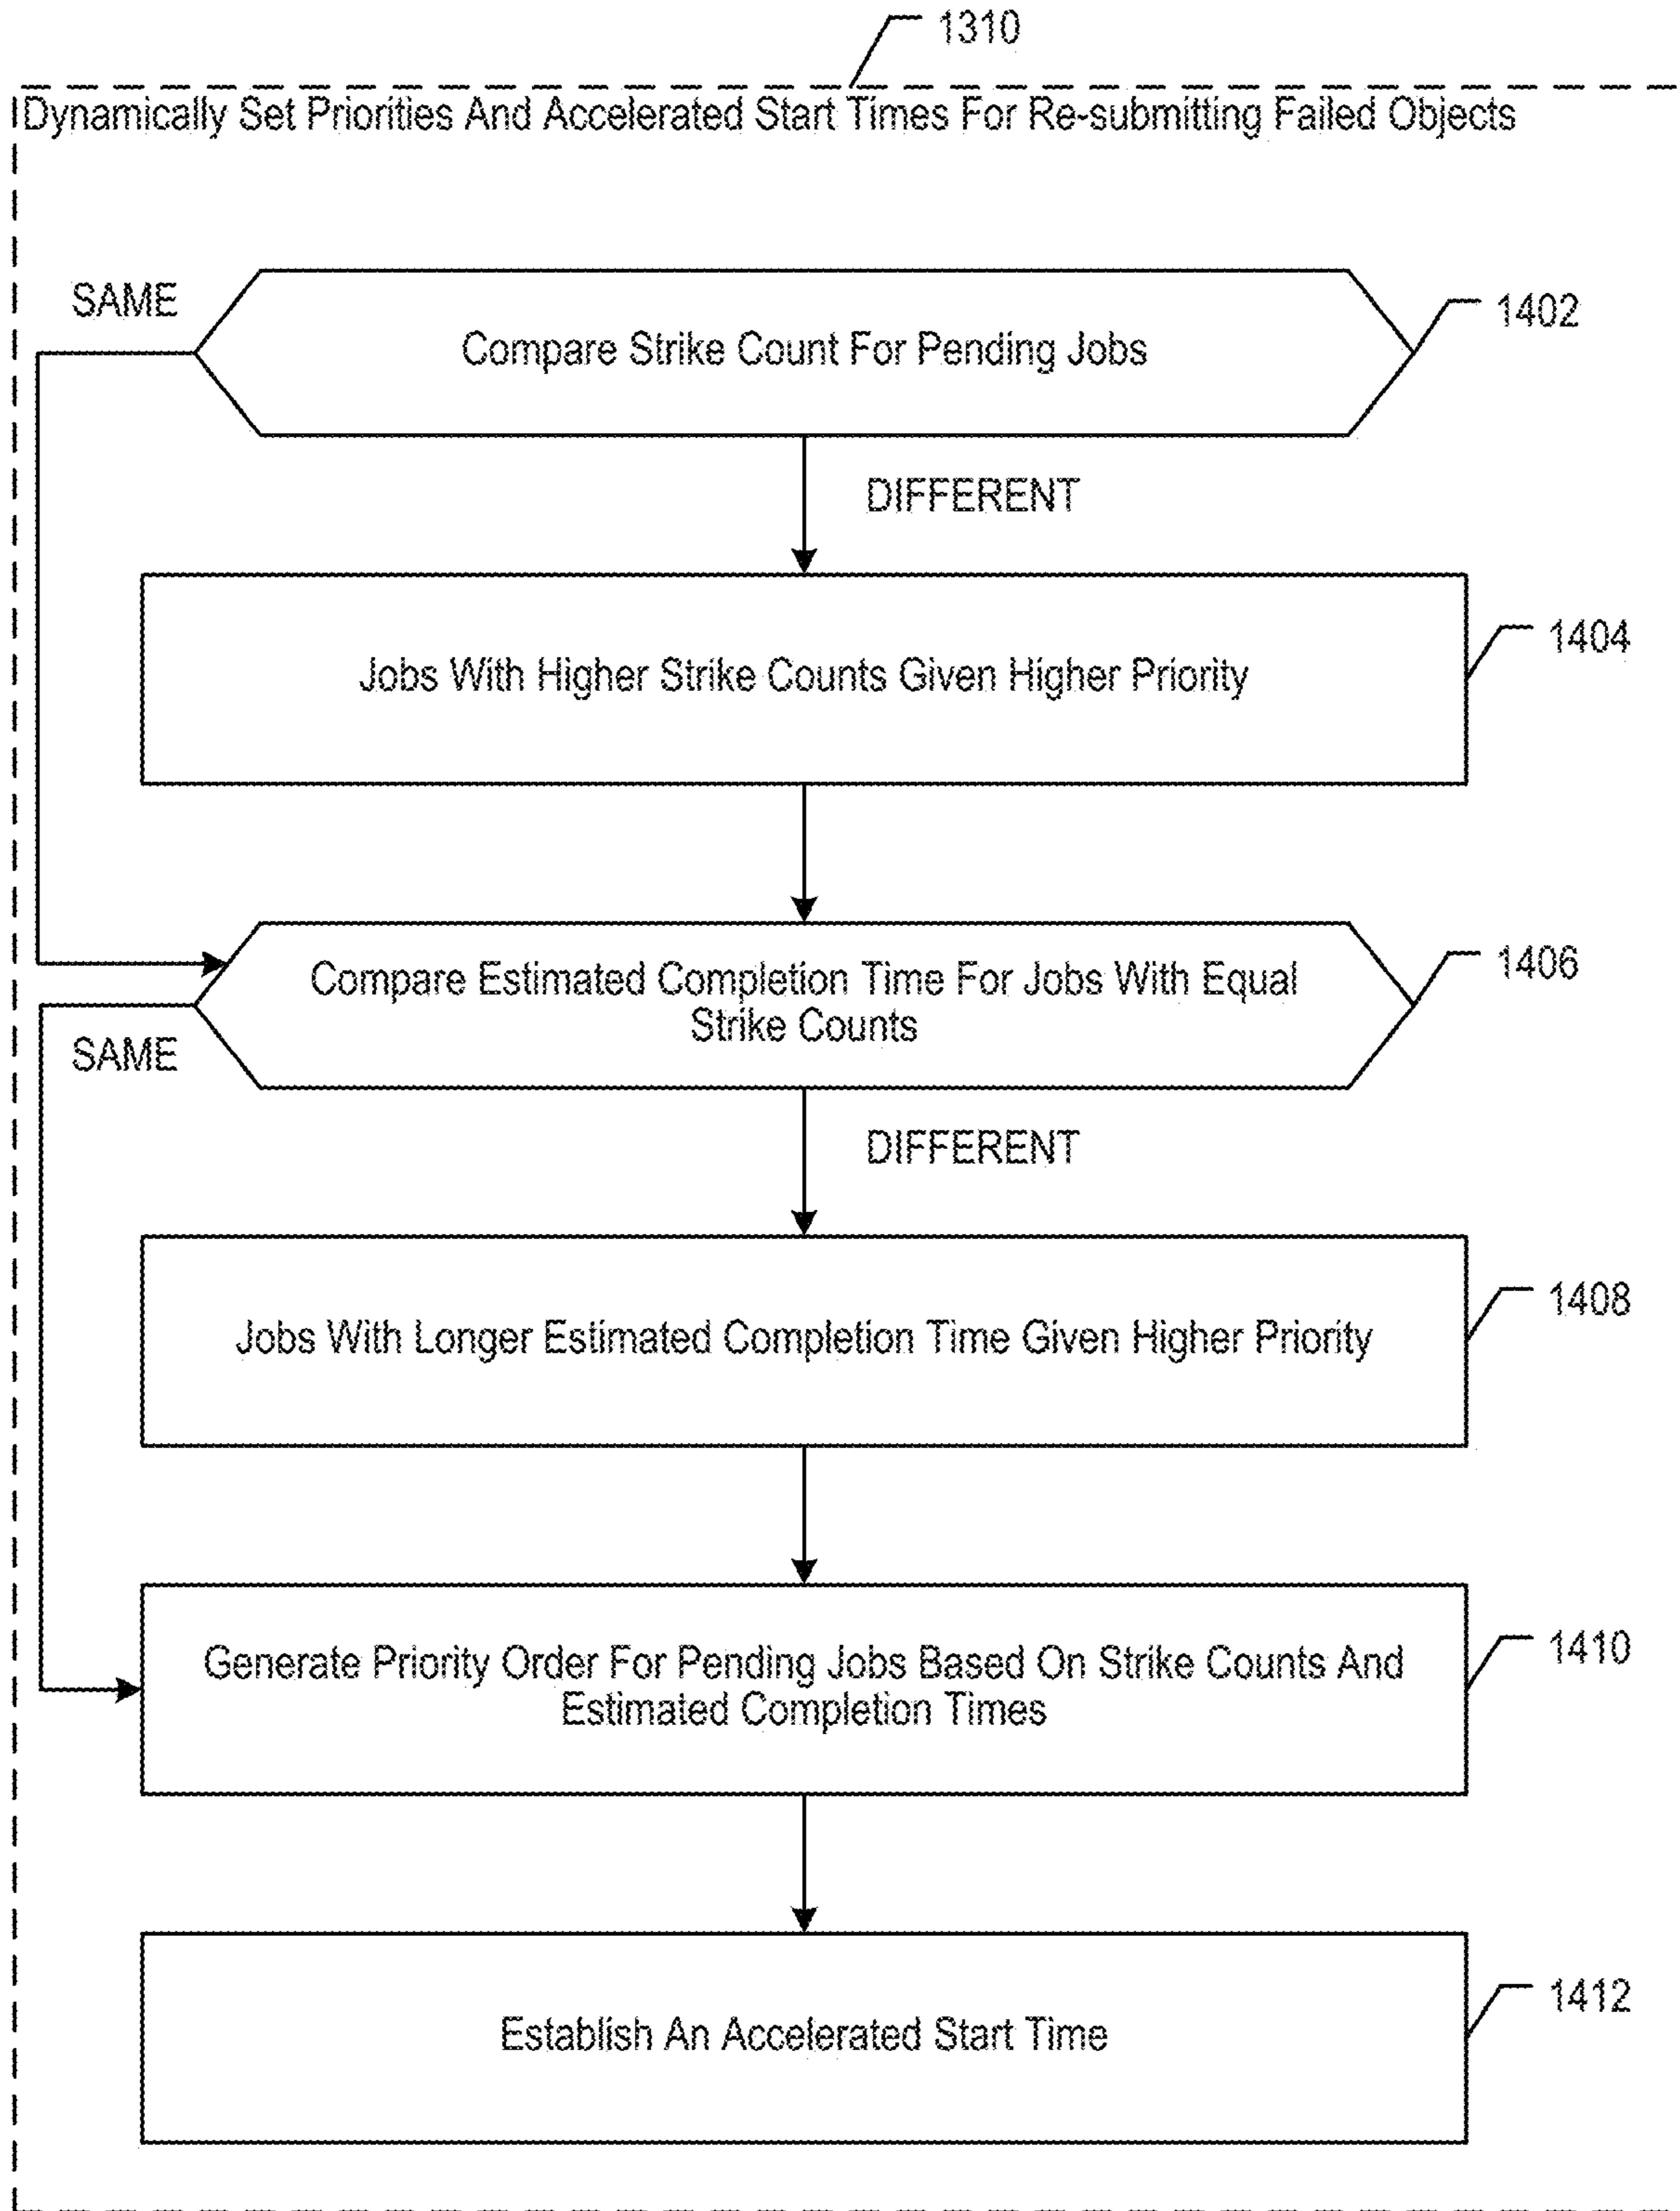 1310
Dynamically Set Priorities And Accelerated Start Times For Re-submitting Failed Objects
SAME
Compare Strike Count For Pending Jobs
1402
DIFFERENT
Jobs With Higher Strike Counts Given Higher Priority
1404
Compare Estimated Completion Time For Jobs With Equal
Strike Counts
1406
SAME
DIFFERENT
Jobs With Longer Estimated Completion Time Given Higher Priority
1408
Generate Priority Order For Pending Jobs Based On Strike Counts And
Estimated Completion Times
1410
Establish An Accelerated Start Time
1412